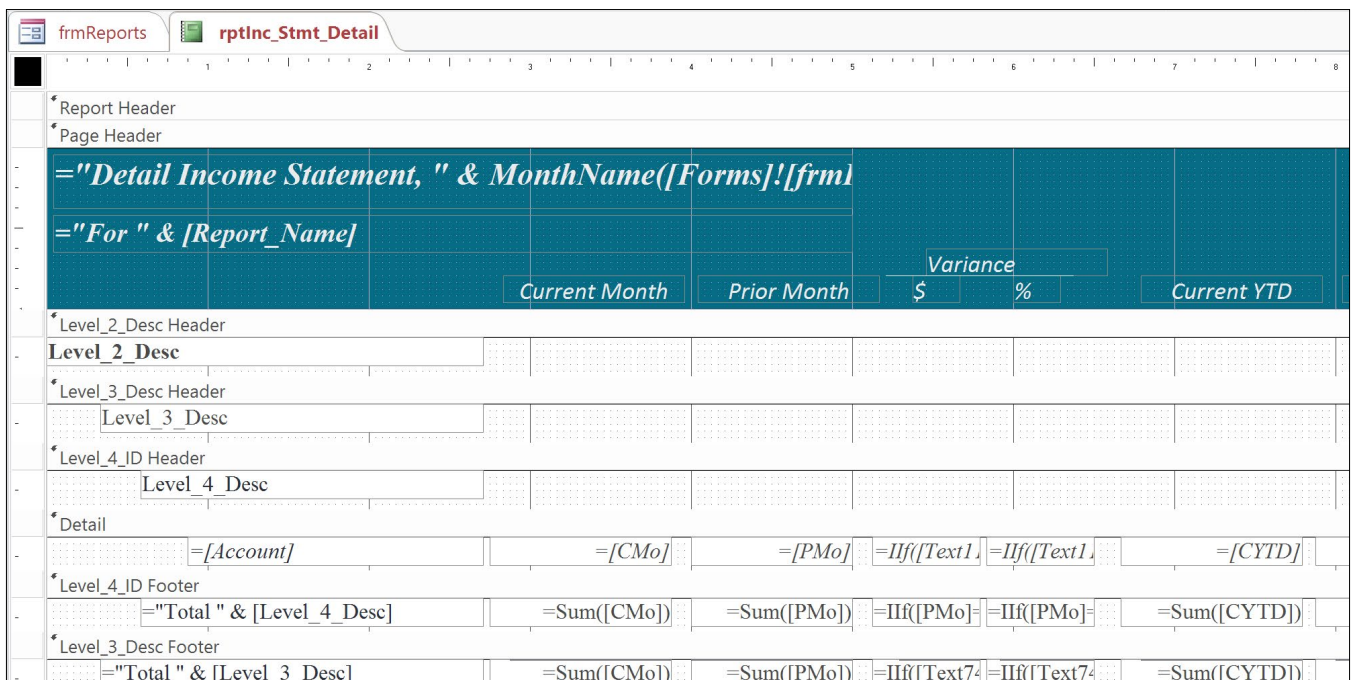 frmReports rptInc_Stmt_Detail
1 2 3 4 5 6 7 8
Report Header
Page Header
="Detail Income Statement, " & MonthName([Forms]![frm
="For " & [Report_Name]
Variance
Current Month Prior Month $ % Current YTD
Level_2_Desc Header
Level_2_Desc
Level_3_Desc Header
Level_3_Desc
Level_4_ID Header
Level_4_Desc
Detail
=[Account] =[CMo] =[PMo] =IIf([Text1 =IIf([Text1 =[CYTD]
Level_4_ID Footer
="Total " & [Level_4_Desc] =Sum([CMo]) =Sum([PMo]) =IIf([PMo]= =IIf([PMo]= =Sum([CYTD])
Level_3_Desc Footer
="Total " & [Level_3_Desc] =Sum([CMo]) =Sum([PMo]) =IIf([Text74 =IIf([Text74 =Sum([CYTD])